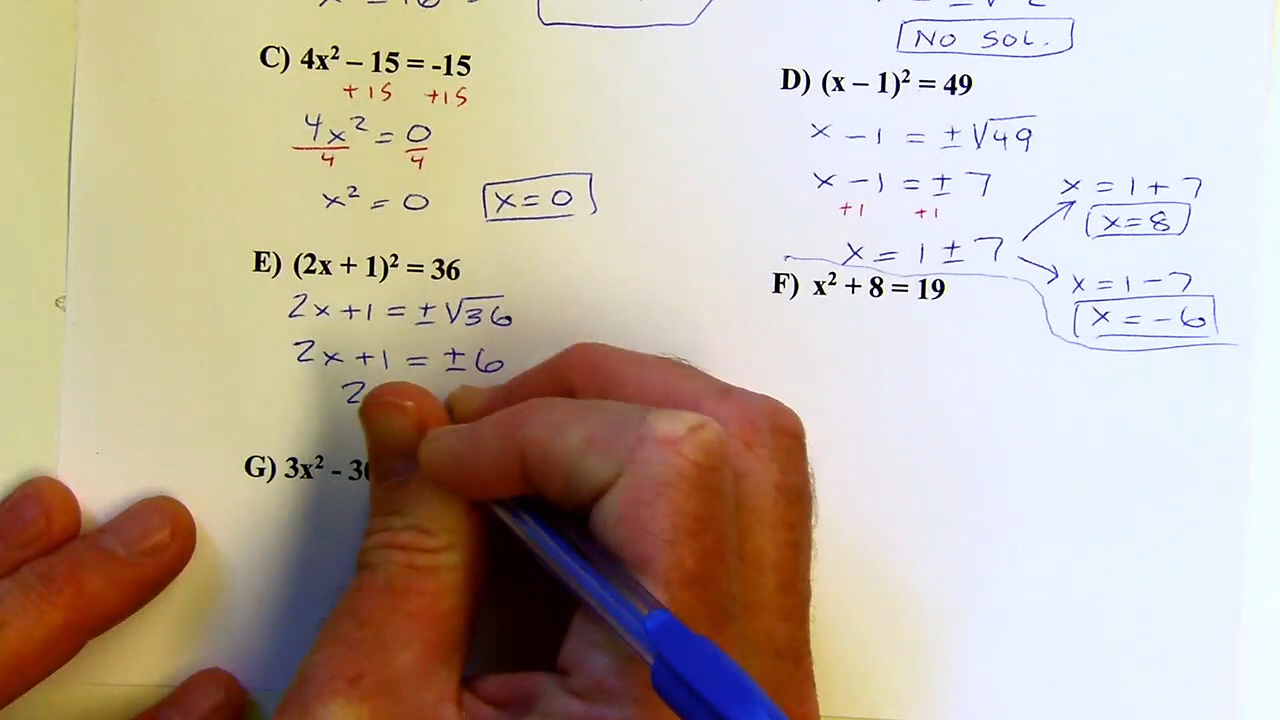 NO SOL.
C) 4x² – 15 = -15
+15 +15
4x² = 0
4 4
x² = 0
x = 0
D) (x – 1)² = 49
x - 1 = ±√49
x - 1 = ± 7
+1 +1
x = 1 ± 7
x = 1 + 7
x = 8
x = 1 - 7
x = -6
E) (2x + 1)² = 36
2x + 1 = ±√36
2x + 1 = ± 6
2
F) x² + 8 = 19
G) 3x² - 3